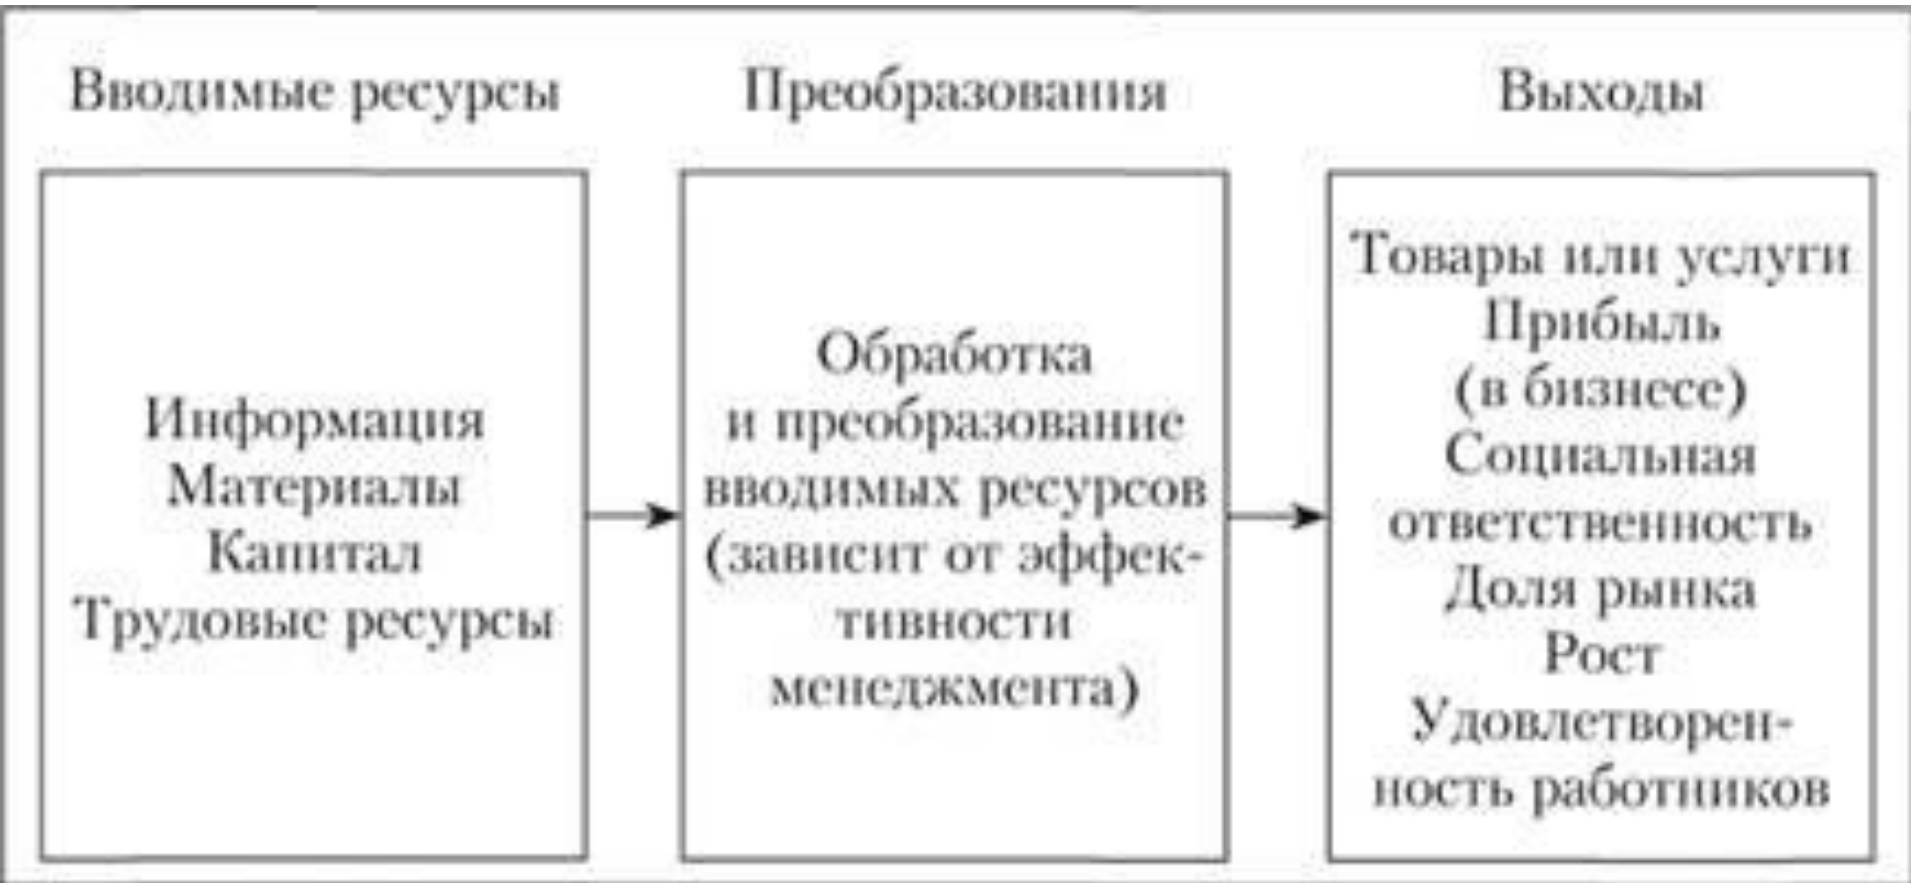 Вводимые ресурсы
Преобразования
Выходы
Информация
Материалы
Капитал
Трудовые ресурсы
Обработка
и преобразование
вводимых ресурсов
(зависит от эффек-
тивности
менеджмента)
Товары или услуги
Прибыль
(в бизнесе)
Социальная
ответственность
Доля рынка
Рост
Удовлетворен-
ность работников